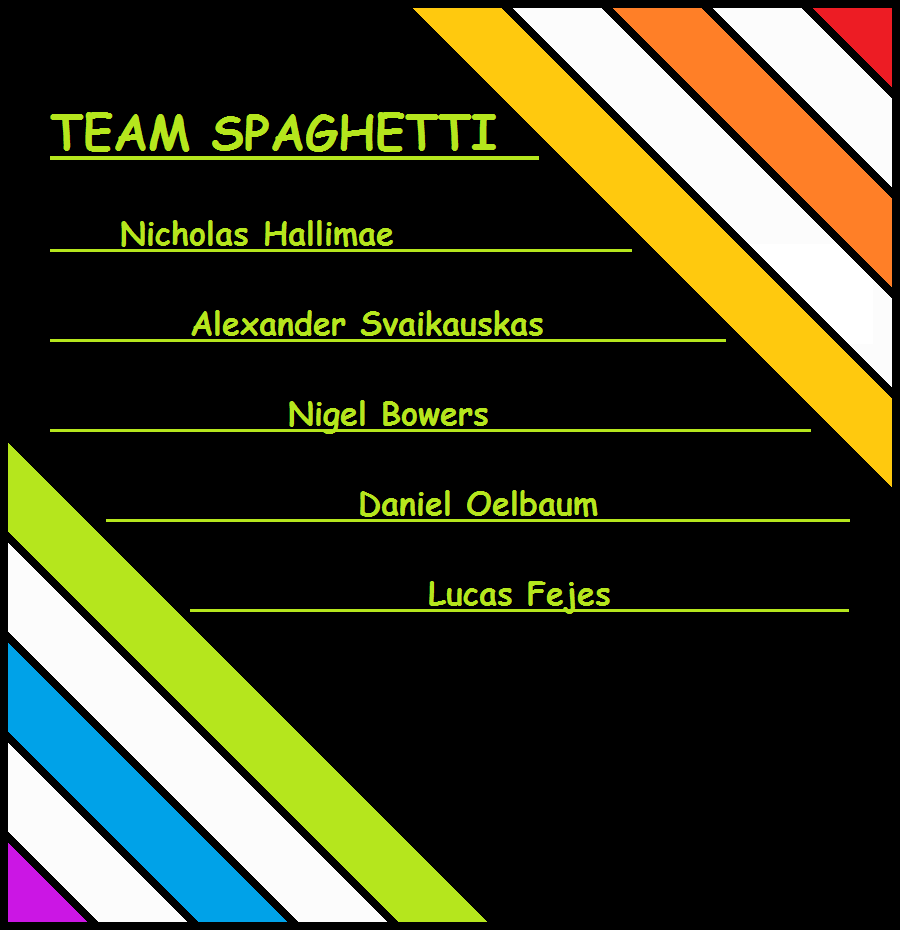 TEAM SPAGHETTI
Nicholas Hallimae
Alexander Svaikauskas
Nigel Bowers
Daniel Oelbaum
Lucas Fejes